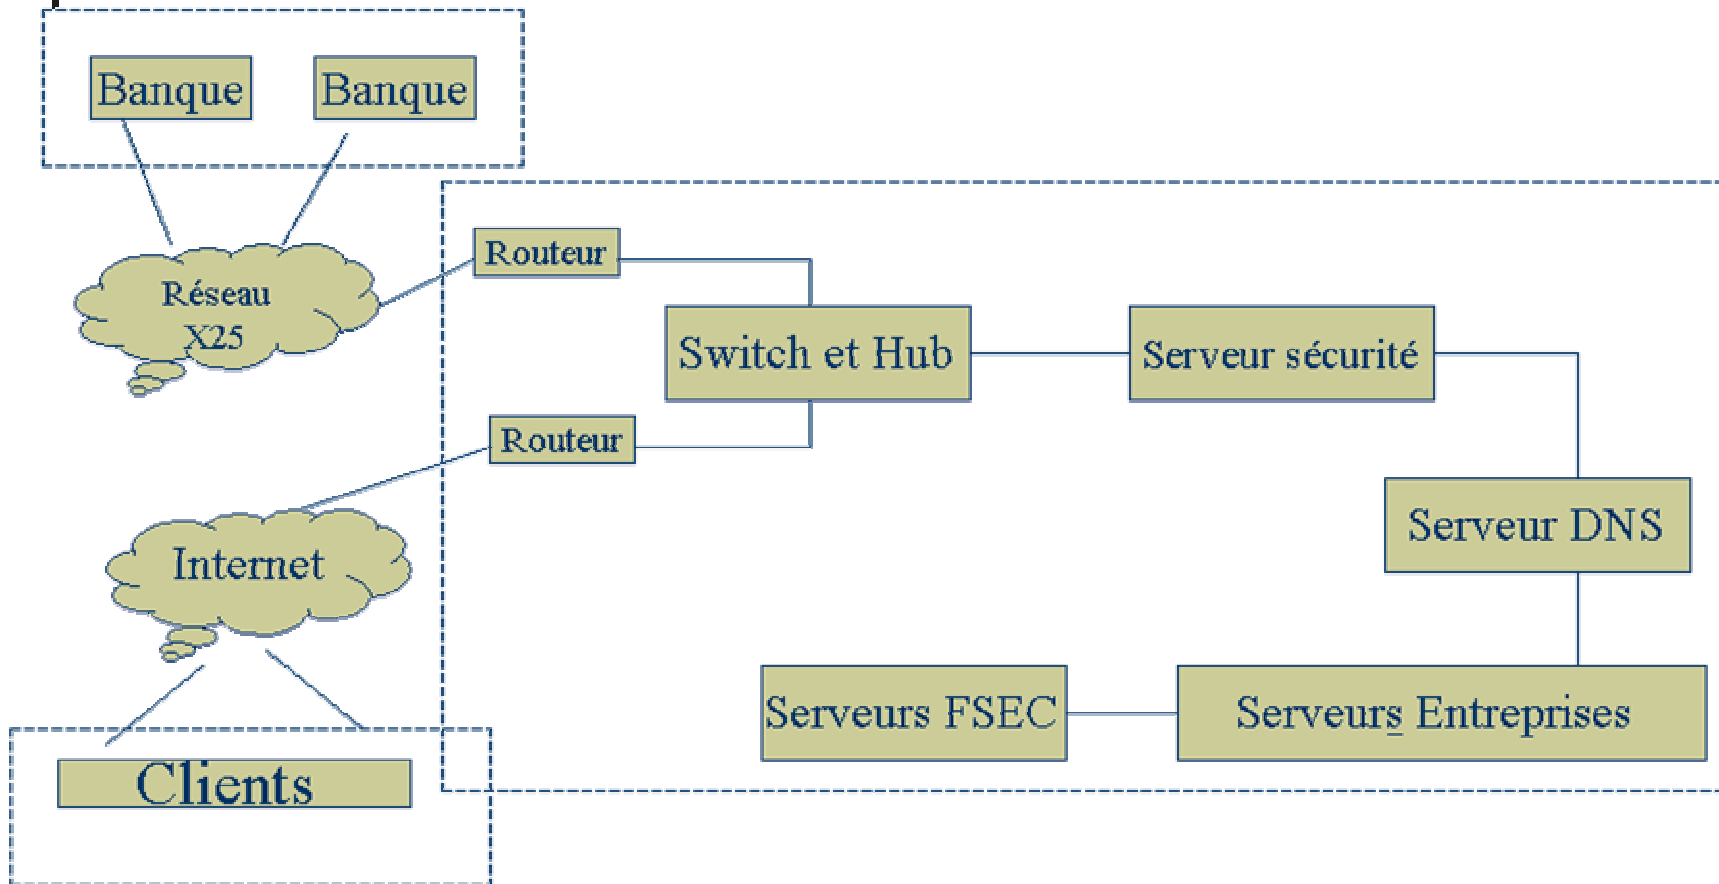 Banque
Banque
Réseau
X25
Routeur
Switch et Hub
Serveur sécurité
Routeur
Serveur DNS
Internet
Serveurs FSEC
Serveurs Entreprises
Clients